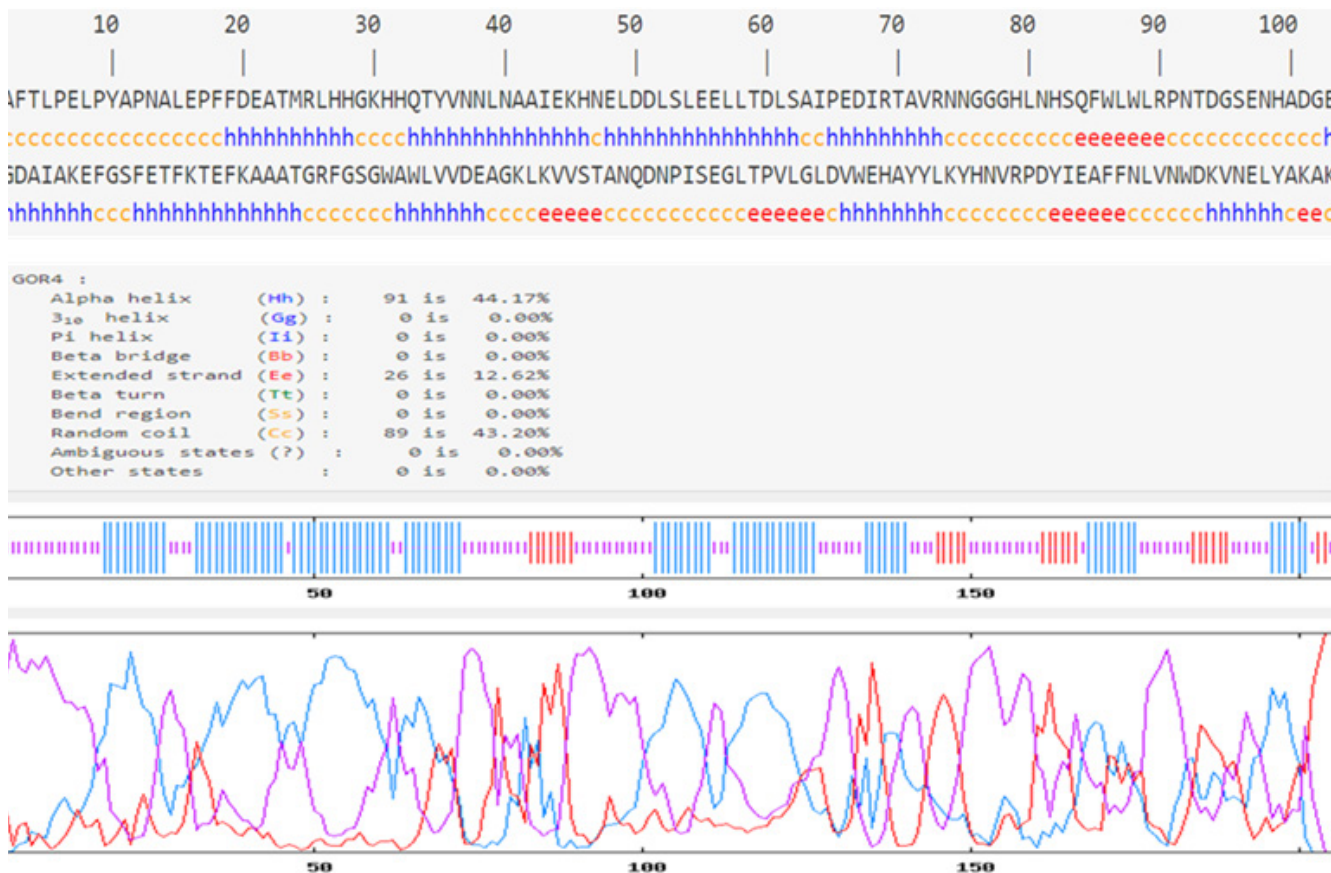 10 20 30 40 50 60 70 80 90 100
| | | | | | | | | |
AFTLPELPYAPNALEPFFDEATMRLHHGKHHQTYVNNLNAAIEKHNELDDLSLEELLTDLSAIPEDIRTAVRNNGGGHLNHSQFWLWLRPNTDGSENHADGE
ccccccccccccccccchhhhhhhhhhcccchhhhhhhhhhhhhhchhhhhhhhhhhhhhhcchhhhhhhhhcccccccccceeeeeeecccccccccccch
GDAIAKEFGSFETFKTEFKAAATGRFGSGWAWLVVDEAGKLKVVSTANQDNPISEGLTPVLGLDVWEHAYYLKYHNVRPDYIEAFFNLVNWDKVNELYAKAK
hhhhhhhccchhhhhhhhhhhhhccccccchhhhhhhcccceeeeeccccccccccceeeeeechhhhhhhhcccccccceeeeeecccccchhhhhhceec
GOR4 :
Alpha helix (Hh) : 91 is 44.17%
3₁₀ helix (Gg) : 0 is 0.00%
Pi helix (Ii) : 0 is 0.00%
Beta bridge (Bb) : 0 is 0.00%
Extended strand (Ee) : 26 is 12.62%
Beta turn (Tt) : 0 is 0.00%
Bend region (Ss) : 0 is 0.00%
Random coil (Cc) : 89 is 43.20%
Ambiguous states (?) : 0 is 0.00%
Other states : 0 is 0.00%
50 100 150
50 100 150